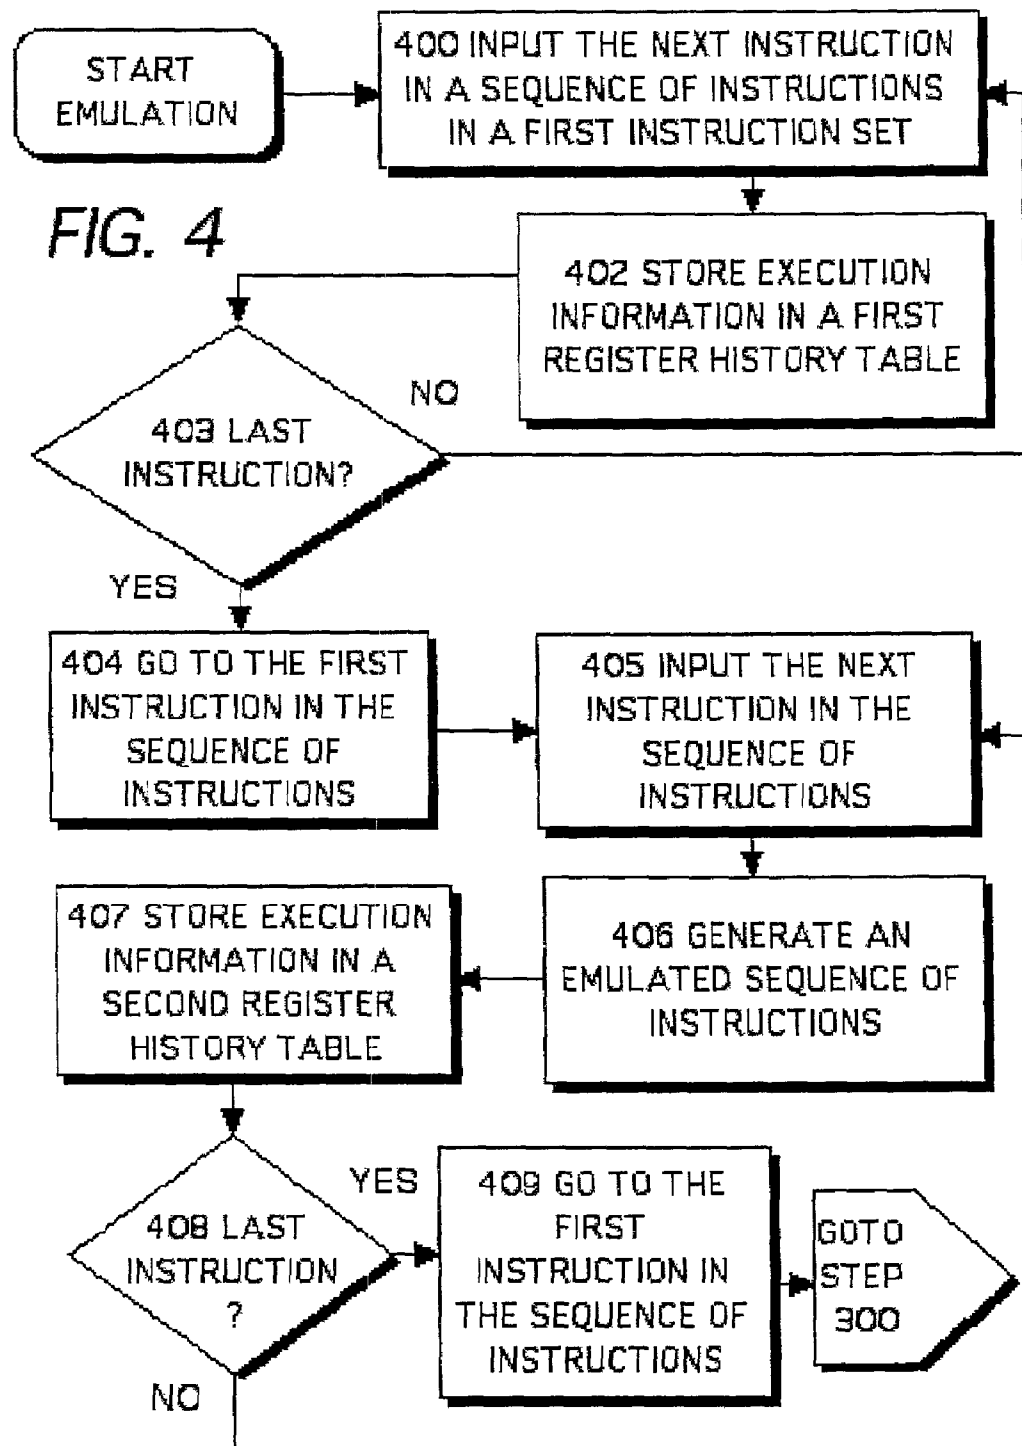 START
EMULATION
400 INPUT THE NEXT INSTRUCTION
IN A SEQUENCE OF INSTRUCTIONS
IN A FIRST INSTRUCTION SET
FIG. 4
402 STORE EXECUTION
INFORMATION IN A FIRST
REGISTER HISTORY TABLE
NO
403 LAST
INSTRUCTION?
YES
404 GO TO THE FIRST
INSTRUCTION IN THE
SEQUENCE OF
INSTRUCTIONS
405 INPUT THE NEXT
INSTRUCTION IN THE
SEQUENCE OF
INSTRUCTIONS
406 GENERATE AN
EMULATED SEQUENCE OF
INSTRUCTIONS
407 STORE EXECUTION
INFORMATION IN A
SECOND REGISTER
HISTORY TABLE
408 LAST
INSTRUCTION
?
YES
NO
409 GO TO THE
FIRST
INSTRUCTION IN
THE SEQUENCE OF
INSTRUCTIONS
GOTO
STEP
300